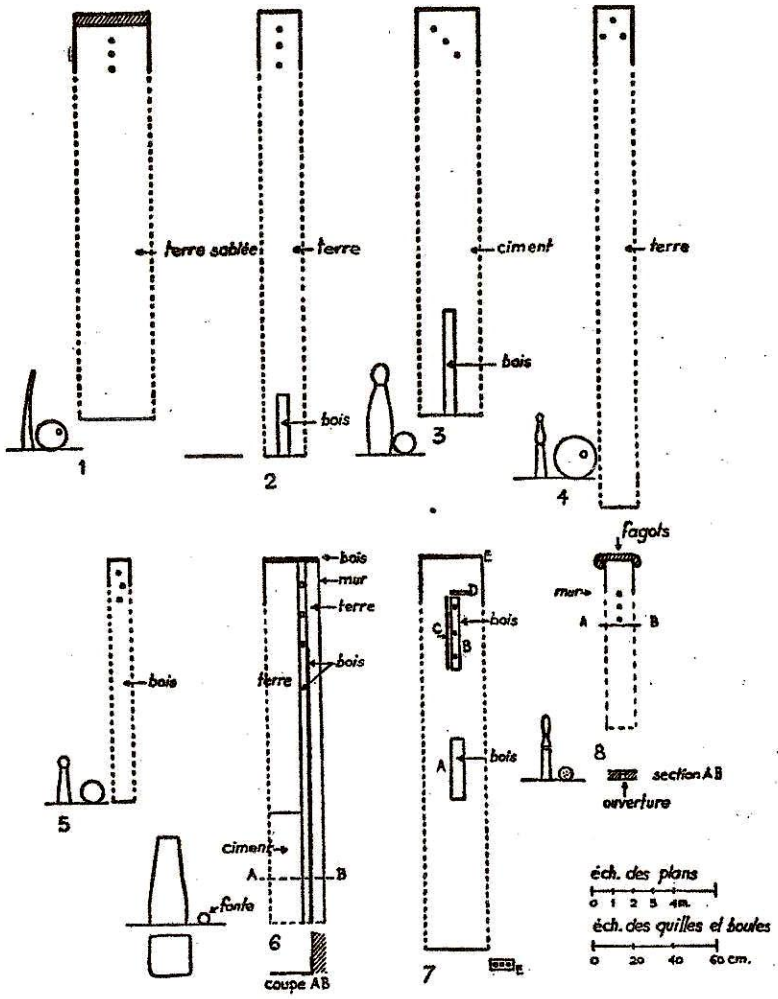 terre sablée
terre
ciment
terre
bois
bois
1
2
3
4
bois
mur
terre
bois
terre
ciment
A B
fonte
6
coupe AB
bois
5
E
D
bois
C
B
A
bois
7
E
fagots
mur
A B
8
section AB
ouverture
éch. des plans
0 1 2 3 4m.
éch. des quilles et boules
0 20 40 60 cm.